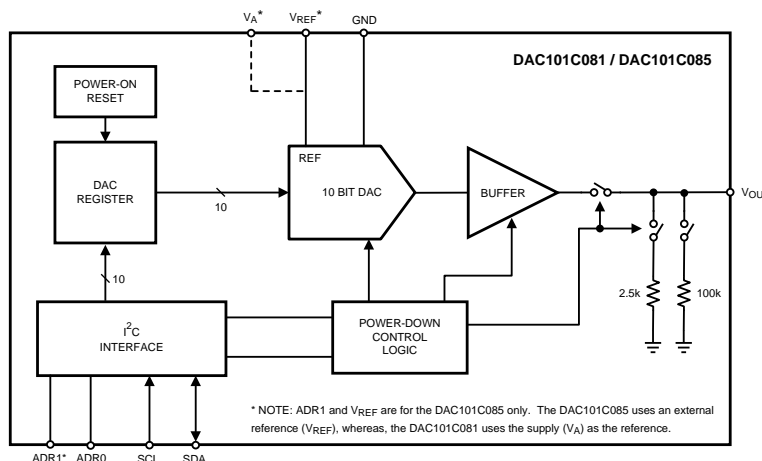 VA* VREF* GND
DAC101C081 / DAC101C085
POWER-ON
RESET
REF
DAC
REGISTER
10
10 BIT DAC
BUFFER
VOU
10
2.5k
100k
I2C
INTERFACE
POWER-DOWN
CONTROL
LOGIC
* NOTE: ADR1 and VREF are for the DAC101C085 only. The DAC101C085 uses an external
reference (VREF), whereas, the DAC101C081 uses the supply (VA) as the reference.
ADR1* ADR0 SCL SDA